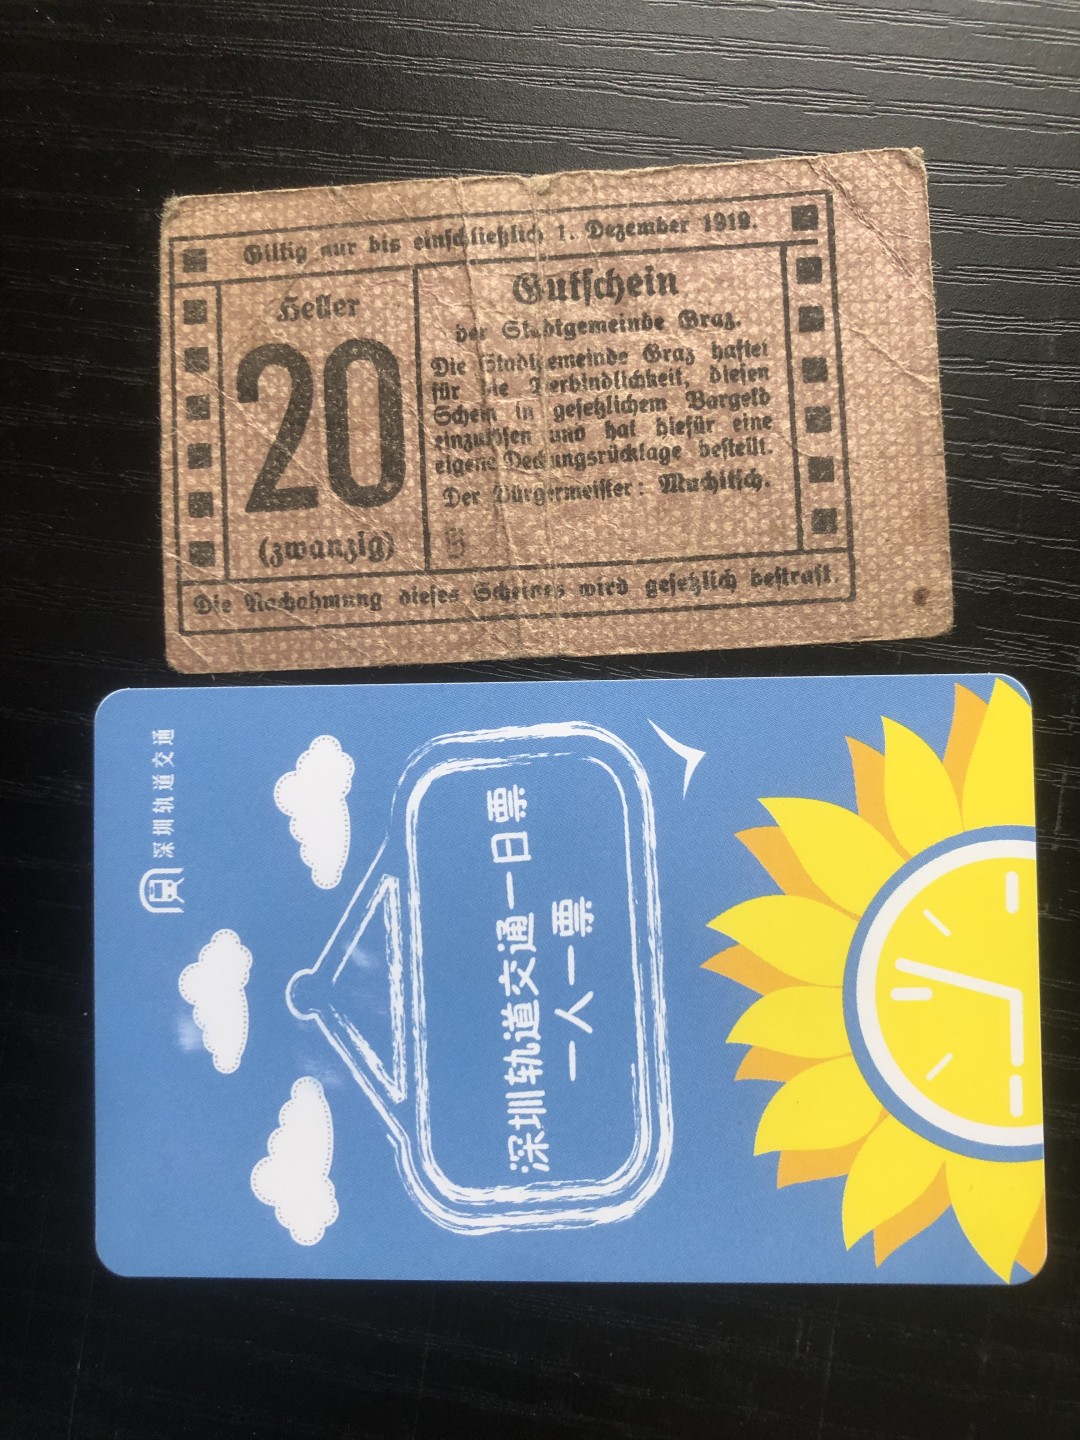 Giltig nur bis einschließlich 1. Dezember 1919.
Heller
20
(zwanzig)
Gutschein
der Stadtgemeinde Graz.
Die Stadtgemeinde Graz haftet
für die Verbindlichkeit, diesen
Schein in gesetzlichem Bargeld
einzulösen und hat hiefür eine
eigene Deckungsrücklage bestellt.
Der Bürgermeister: Muchitsch.
Die Nachahmung dieses Scheines wird gesetzlich bestraft.
深圳轨道交通
深圳轨道交通一日票
一人一票